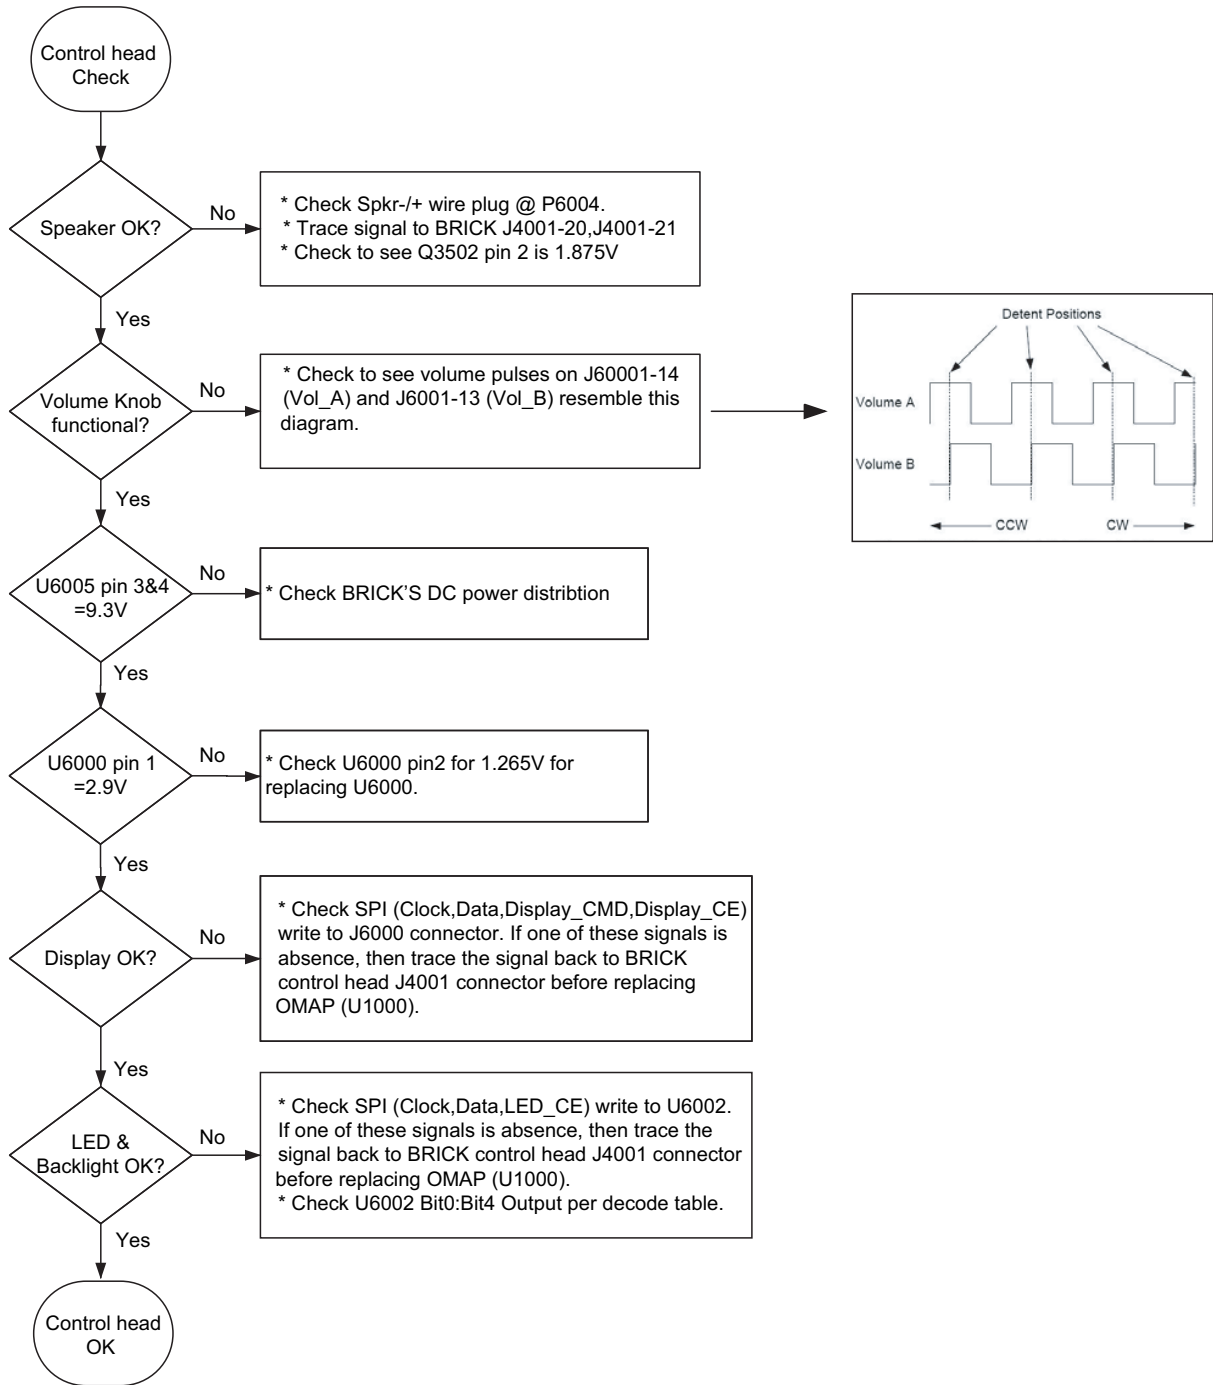 Control head
Check
Speaker OK?
No
* Check Spkr-/+ wire plug @ P6004.
* Trace signal to BRICK J4001-20,J4001-21
* Check to see Q3502 pin 2 is 1.875V
Yes
Volume Knob
functional?
No
* Check to see volume pulses on J60001-14
(Vol_A) and J6001-13 (Vol_B) resemble this
diagram.
Detent Positions
Volume A
Volume B
CCW
CW
Yes
U6005 pin 3&4
=9.3V
No
* Check BRICK'S DC power distribtion
Yes
U6000 pin 1
=2.9V
No
* Check U6000 pin2 for 1.265V for
replacing U6000.
Yes
Display OK?
No
* Check SPI (Clock,Data,Display_CMD,Display_CE)
write to J6000 connector. If one of these signals is
absence, then trace the signal back to BRICK
control head J4001 connector before replacing
OMAP (U1000).
Yes
LED &
Backlight OK?
No
* Check SPI (Clock,Data,LED_CE) write to U6002.
If one of these signals is absence, then trace the
signal back to BRICK control head J4001 connector
before replacing OMAP (U1000).
* Check U6002 Bit0:Bit4 Output per decode table.
Yes
Control head
OK